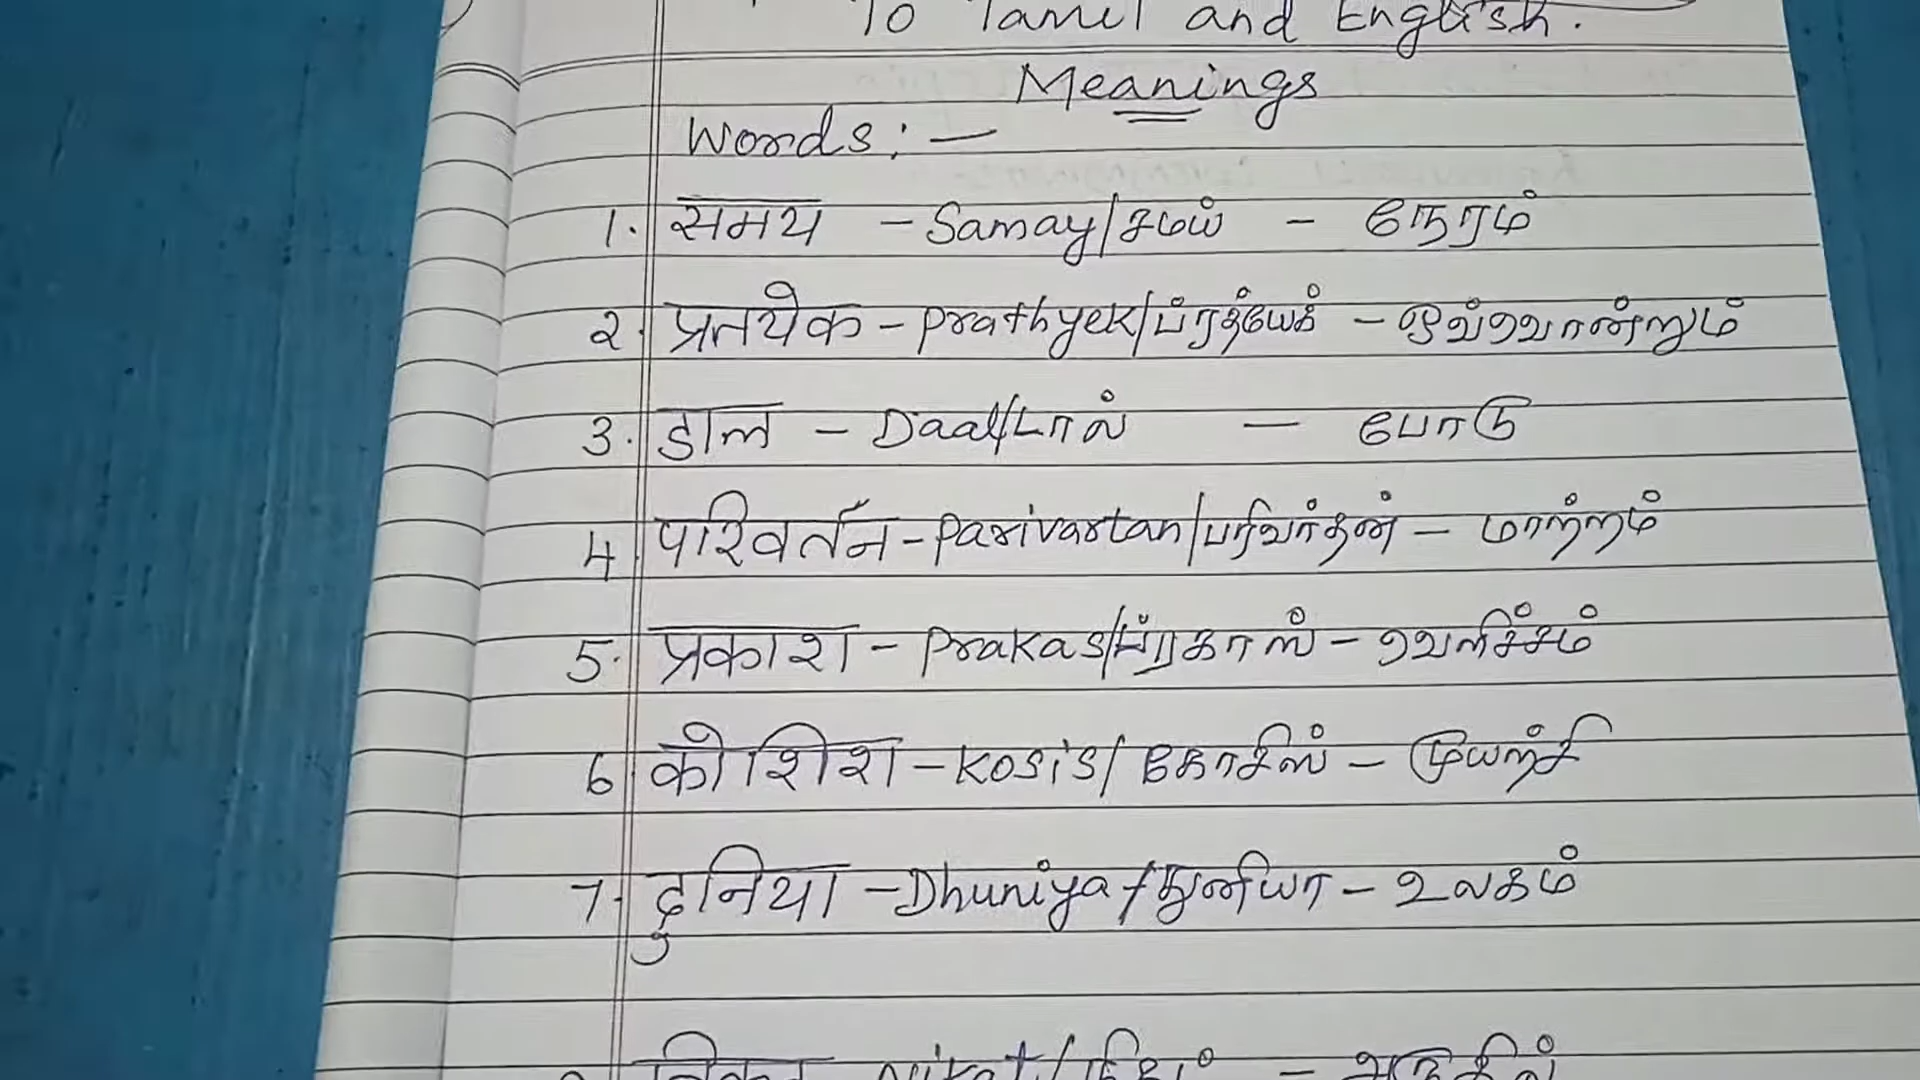 To Tamil and English.
Meanings
Words:-
1. समय - Samay/சமய் - நேரம்
2. प्रतयेक - prathyek/ப்ரத்யேக் - ஒவ்வொன்றும்
3. डाल - Daal/டால் - போடு
4. परिवर्तन - parivartan/பரிவர்தன் - மாற்றம்
5. प्रकाश - prakas/ப்ரகாஸ் - வெளிச்சம்
6 कोशिश - kosis/கோசிஸ் - முயற்சி
7. दुनिया - Dhuniya/துனியா - உலகம்